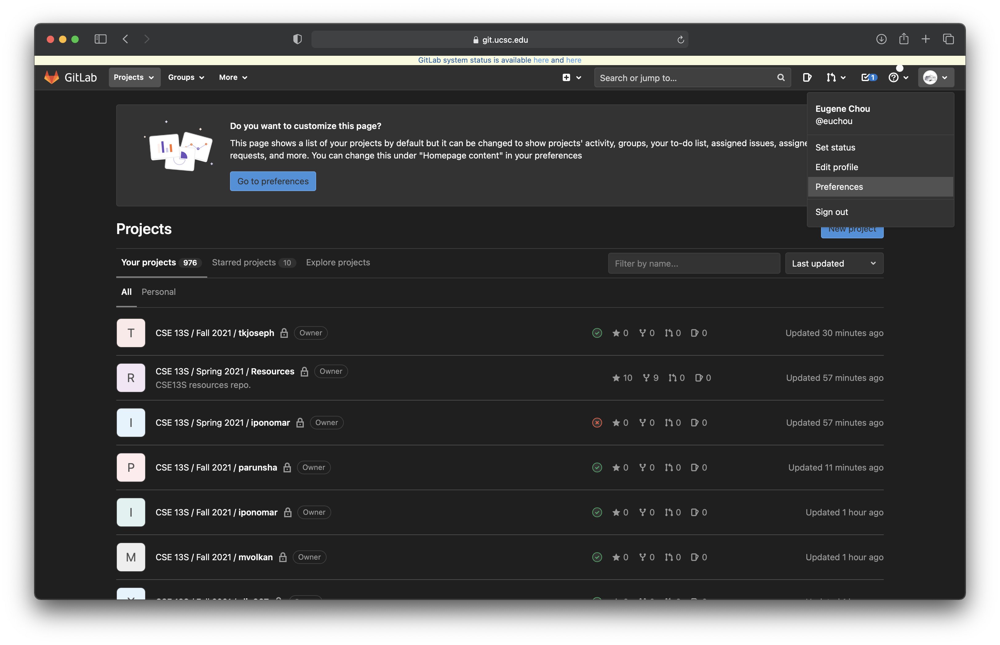 git.ucsc.edu
GitLab system status is available here and here
GitLab Projects Groups More Search or jump to... 1
Eugene Chou
@euchou
Set status
Edit profile
Preferences
Sign out
Do you want to customize this page?
This page shows a list of your projects by default but it can be changed to show projects' activity, groups, your to-do list, assigned issues, assigne
requests, and more. You can change this under "Homepage content" in your preferences
Go to preferences
Projects
New project
Your projects 976 Starred projects 10 Explore projects Filter by name... Last updated
All Personal
T CSE 13S / Fall 2021 / tkjoseph Owner 0 0 0 0 Updated 30 minutes ago
R CSE 13S / Spring 2021 / Resources Owner 10 9 0 0 Updated 57 minutes ago
CSE13S resources repo.
I CSE 13S / Spring 2021 / iponomar Owner 0 0 0 0 Updated 57 minutes ago
P CSE 13S / Fall 2021 / parunsha Owner 0 0 0 0 Updated 11 minutes ago
I CSE 13S / Fall 2021 / iponomar Owner 0 0 0 0 Updated 1 hour ago
M CSE 13S / Fall 2021 / mvolkan Owner 0 0 0 0 Updated 1 hour ago